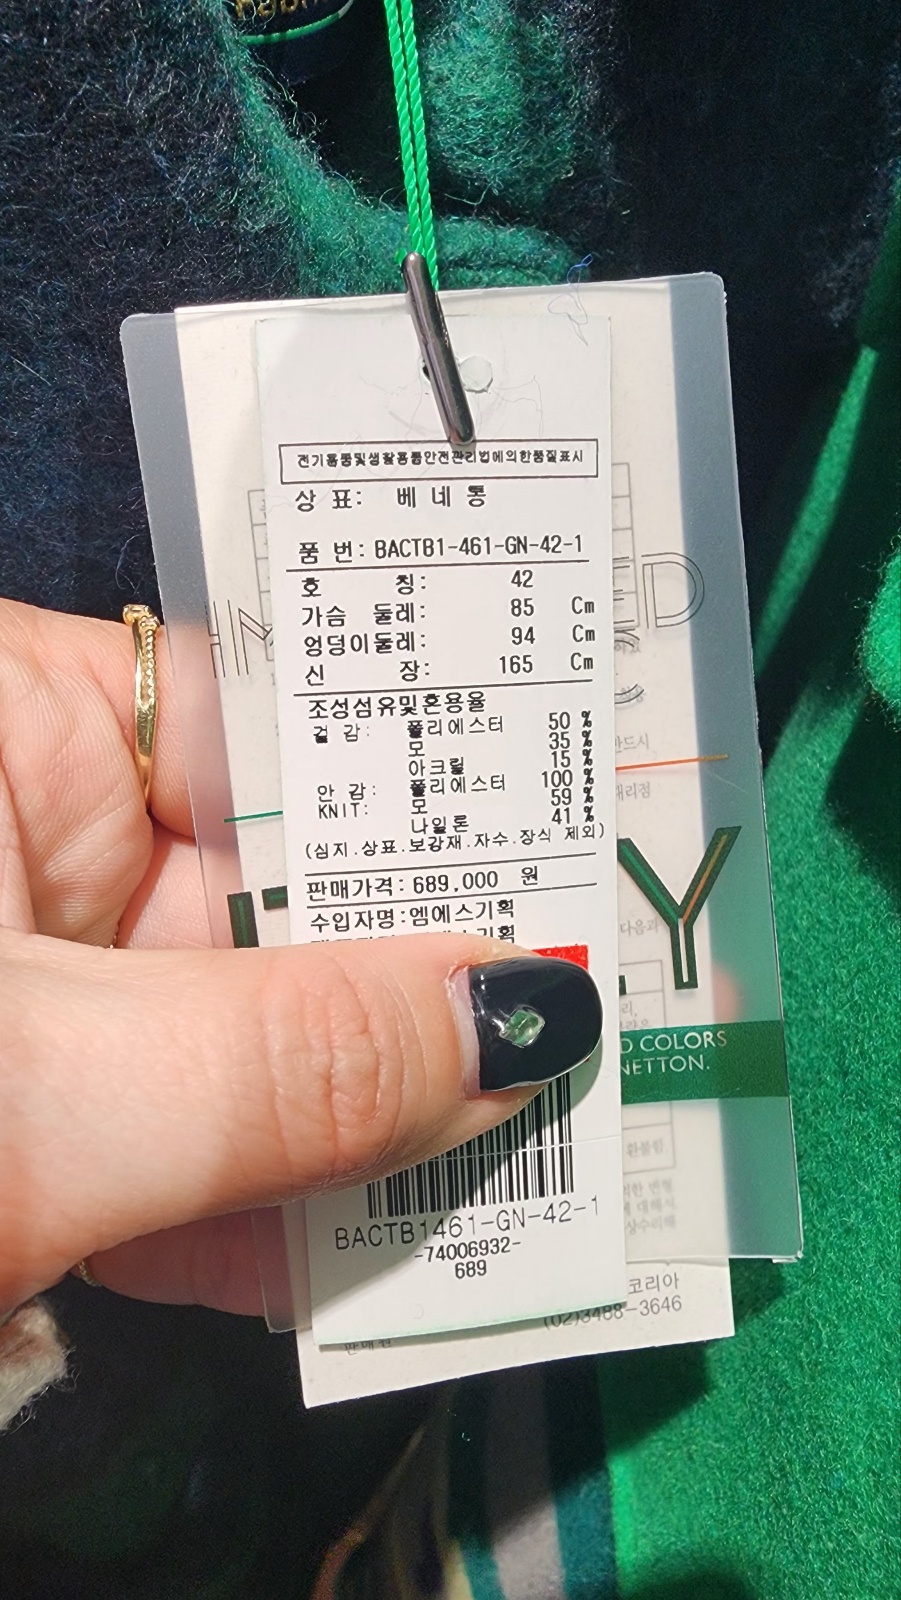 전기용품및생활용품안전관리법에의한품질표시
상 표: 베 네 통
품 번: BACTB1-461-GN-42-1
호 칭: 42
가슴 둘레: 85 Cm
엉덩이둘레: 94 Cm
신 장: 165 Cm
조성섬유및혼용율
겉 감: 폴리에스터 50 %
모 35 %
아크릴 15 %
안 감: 폴리에스터 100 %
KNIT: 모 59 %
나일론 41 %
(심지.상표.보강재.자수.장식 제외)
판매가격: 689,000 원
수입자명:엠에스기획
BACTB1461-GN-42-1
-74006932-
689
Y
COLORS
코리아
(02)3488-3646